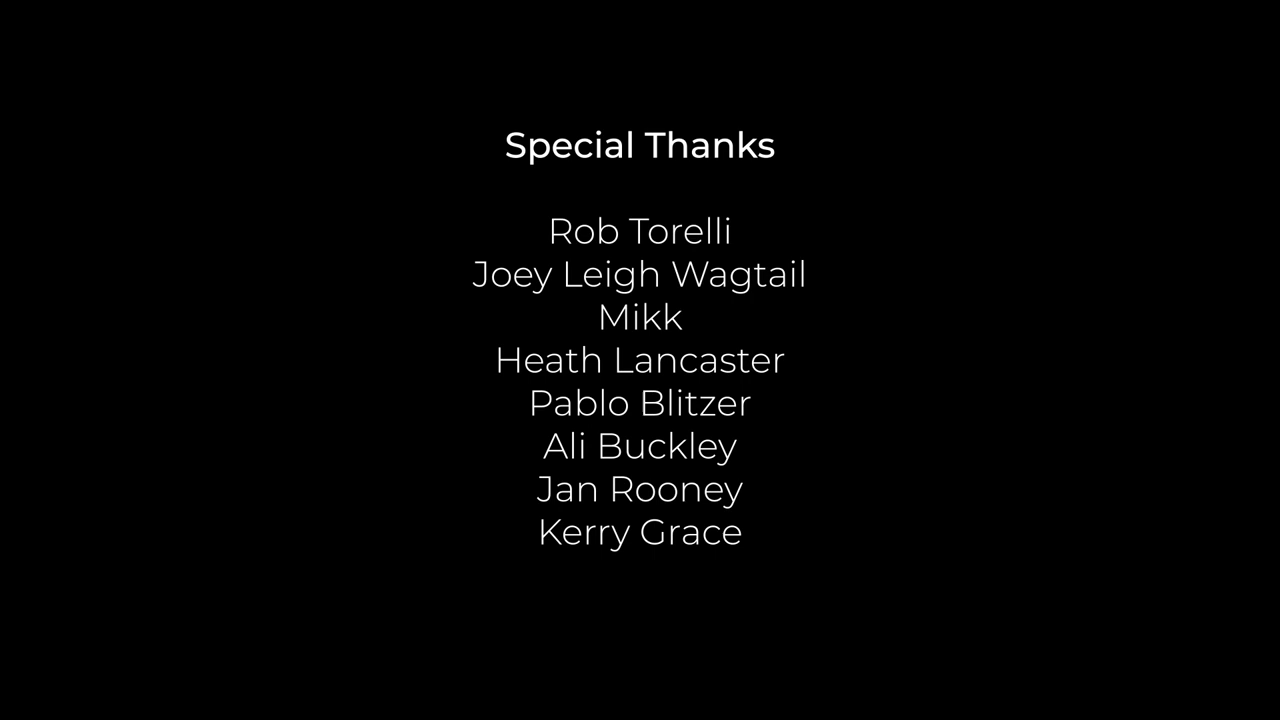 Special Thanks
Rob Torelli
Joey Leigh Wagtail
Mikk
Heath Lancaster
Pablo Blitzer
Ali Buckley
Jan Rooney
Kerry Grace